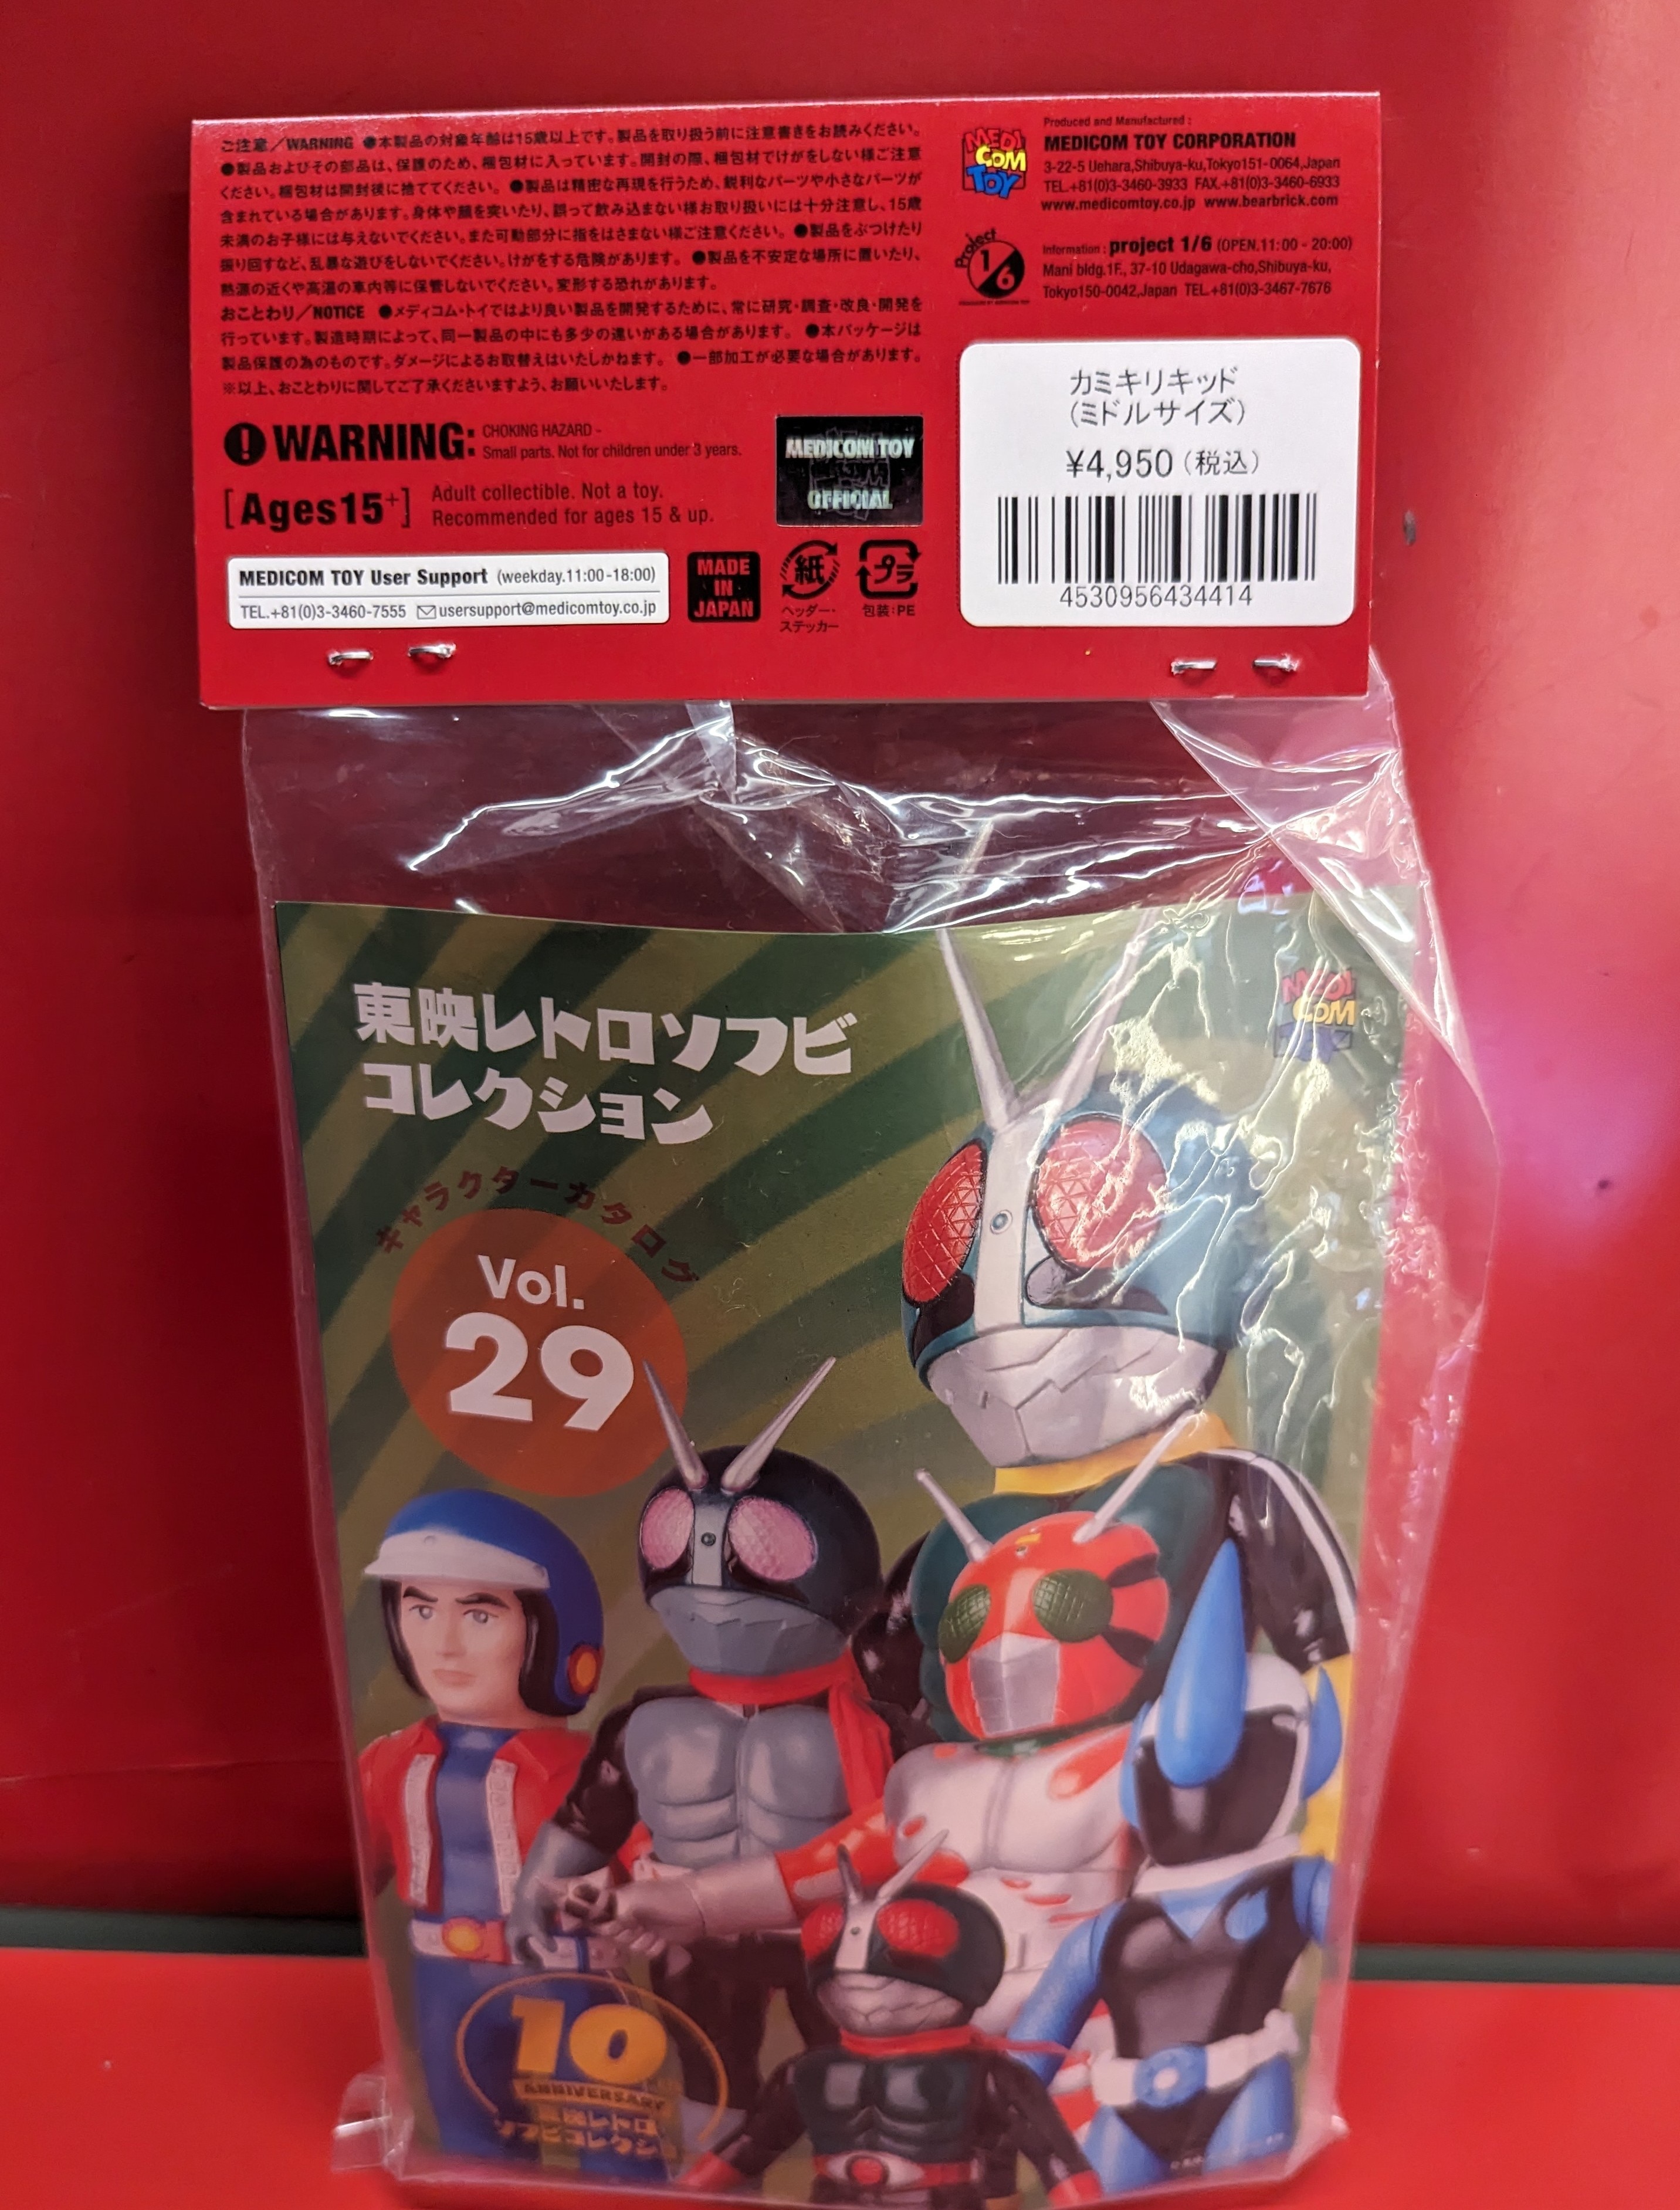 ご注意／WARNING ●本製品の対象年齢は15歳以上です。製品を取り扱う前に注意書きをお読みください。
●製品およびその部品は、保護のため、梱包材に入っています。開封の際、梱包材でけがをしない様ご注意
ください。梱包材は開封後に捨ててください。 ●製品は精密な再現を行うため、鋭利なパーツや小さなパーツが
含まれている場合があります。身体や顔を突いたり、誤って飲み込まない様お取り扱いには十分注意し、15歳
未満のお子様には与えないでください。また可動部分に指をはさまない様ご注意ください。 ●製品をぶつけたり
振り回すなど、乱暴な遊びをしないでください。けがをする危険があります。 ●製品を不安定な場所に置いたり、
熱源の近くや高温の車内等に保管しないでください。変形する恐れがあります。
おことわり／NOTICE ●メディコム・トイではより良い製品を開発するために、常に研究・調査・改良・開発を
行っています。製造時期によって、同一製品の中にも多少の違いがある場合があります。 ●本パッケージは
製品保護の為のものです。ダメージによるお取替えはいたしかねます。 ●一部加工が必要な場合があります。
※以上、おことわりに関してご了承くださいますよう、お願いいたします。
WARNING: CHOKING HAZARD -
Small parts. Not for children under 3 years.
[Ages15+] Adult collectible. Not a toy.
Recommended for ages 15 & up.
MEDICOM TOY
OFFICIAL
MEDICOM TOY User Support (weekday.11:00-18:00)
TEL.+81(0)3-3460-7555 usersupport@medicomtoy.co.jp
MADE
IN
JAPAN
紙
ヘッダー・
ステッカー
プラ
包装：PE
MEDI
COM
TOY
Produced and Manufactured :
MEDICOM TOY CORPORATION
3-22-5 Uehara,Shibuya-ku,Tokyo151-0064,Japan
TEL.+81(0)3-3460-3933 FAX.+81(0)3-3460-6933
www.medicomtoy.co.jp www.bearbrick.com
Project
1/6
Information : project 1/6 (OPEN.11:00 - 20:00)
Mani bldg.1F., 37-10 Udagawa-cho,Shibuya-ku,
Tokyo150-0042,Japan TEL.+81(0)3-3467-7676
カミキリキッド
(ミドルサイズ)
¥4,950(税込)
4530956434414
東映レトロソフビ
コレクション
キャラクターカタログ
Vol.
29
MEDI
COM
TOY
10
ANNIVERSARY
東映レトロ
ソフビコレクショ